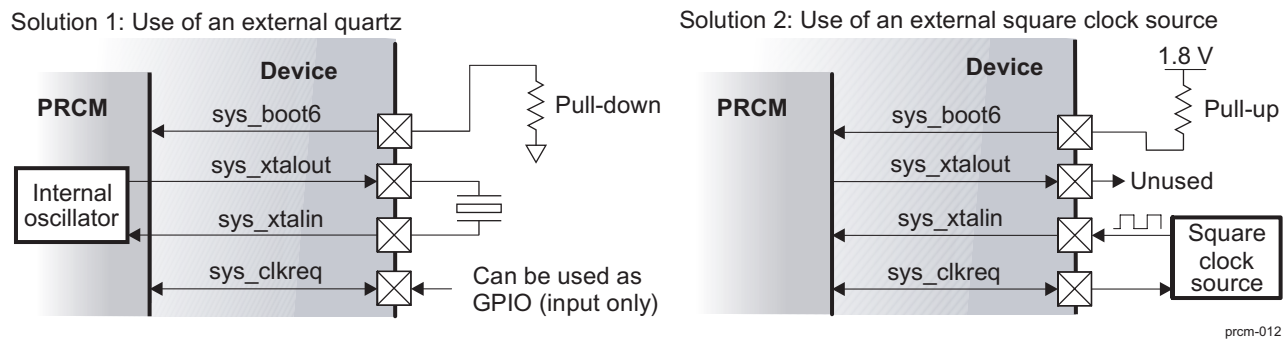 Solution 1: Use of an external quartz
Device
PRCM
sys_boot6
Pull-down
sys_xtalout
Internal
oscillator
sys_xtalin
sys_clkreq
Can be used as
GPIO (input only)
Solution 2: Use of an external square clock source
1.8 V
Device
PRCM
sys_boot6
Pull-up
sys_xtalout
Unused
sys_xtalin
Square
clock
source
sys_clkreq
prcm-012